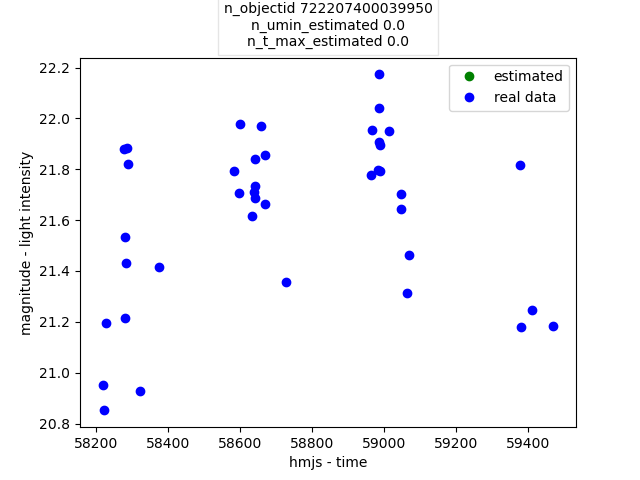 n_objectid 722207400039950
n_umin_estimated 0.0
n_t_max_estimated 0.0
estimated
real data
magnitude - light intensity
22.2
22.0
21.8
21.6
21.4
21.2
21.0
20.8
58200 58400 58600 58800 59000 59200 59400
hmjs - time